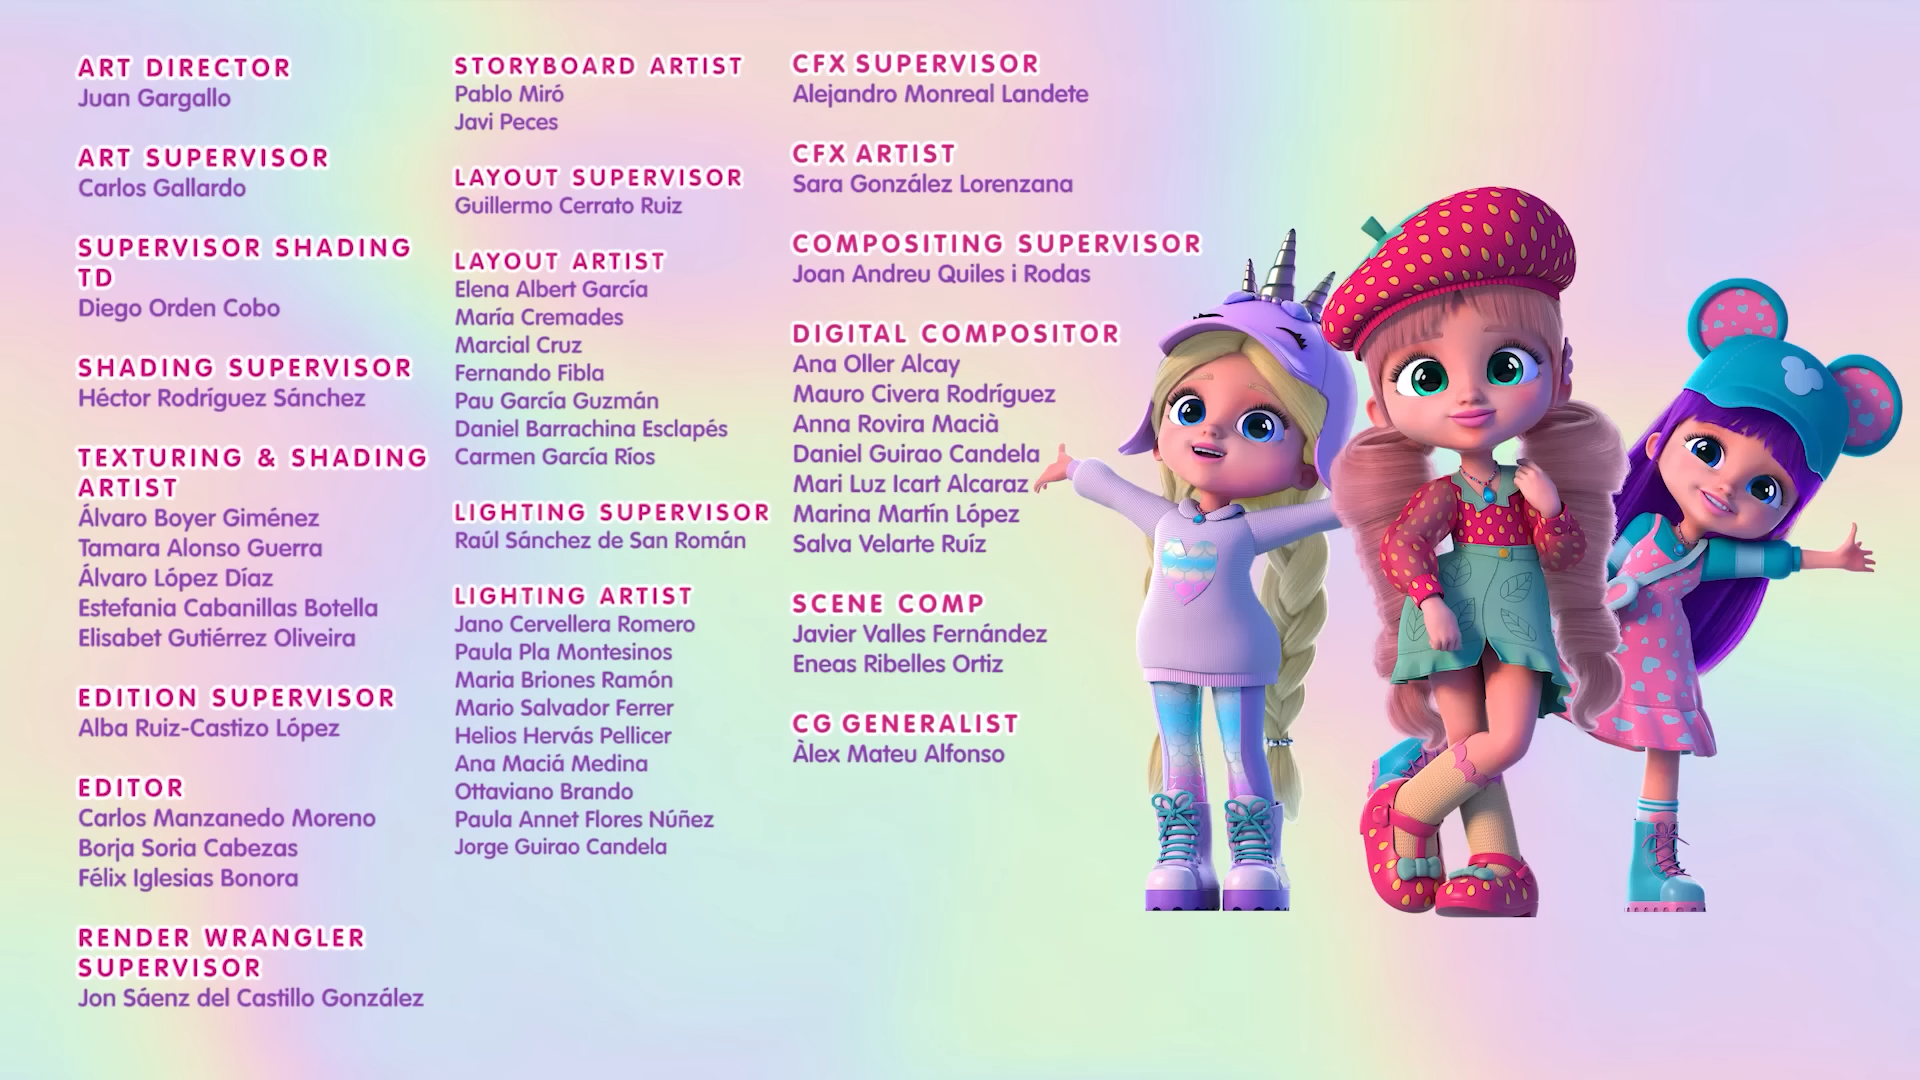 ART DIRECTOR
Juan Gargallo
ART SUPERVISOR
Carlos Gallardo
SUPERVISOR SHADING
TD
Diego Orden Cobo
SHADING SUPERVISOR
Héctor Rodríguez Sánchez
TEXTURING & SHADING
ARTIST
Álvaro Boyer Giménez
Tamara Alonso Guerra
Álvaro López Díaz
Estefania Cabanillas Botella
Elisabet Gutiérrez Oliveira
EDITION SUPERVISOR
Alba Ruiz-Castizo López
EDITOR
Carlos Manzanedo Moreno
Borja Soria Cabezas
Félix Iglesias Bonora
RENDER WRANGLER
SUPERVISOR
Jon Sáenz del Castillo González
STORYBOARD ARTIST
Pablo Miró
Javi Peces
LAYOUT SUPERVISOR
Guillermo Cerrato Ruiz
LAYOUT ARTIST
Elena Albert García
María Cremades
Marcial Cruz
Fernando Fibla
Pau García Guzmán
Daniel Barrachina Esclapés
Carmen García Ríos
LIGHTING SUPERVISOR
Raúl Sánchez de San Román
LIGHTING ARTIST
Jano Cervellera Romero
Paula Pla Montesinos
Maria Briones Ramón
Mario Salvador Ferrer
Helios Hervás Pellicer
Ana Maciá Medina
Ottaviano Brando
Paula Annet Flores Núñez
Jorge Guirao Candela
CFX SUPERVISOR
Alejandro Monreal Landete
CFX ARTIST
Sara González Lorenzana
COMPOSITING SUPERVISOR
Joan Andreu Quiles i Rodas
DIGITAL COMPOSITOR
Ana Oller Alcay
Mauro Civera Rodríguez
Anna Rovira Macià
Daniel Guirao Candela
Mari Luz Icart Alcaraz
Marina Martín López
Salva Velarte Ruíz
SCENE COMP
Javier Valles Fernández
Eneas Ribelles Ortiz
CG GENERALIST
Àlex Mateu Alfonso